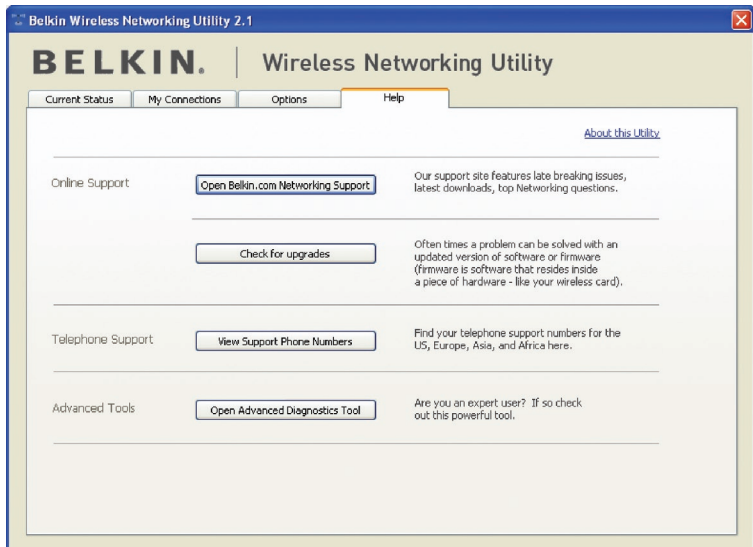 Belkin Wireless Networking Utility 2.1
BELKIN. | Wireless Networking Utility
Current Status
My Connections
Options
Help
About this Utility
Online Support
Open Belkin.com Networking Support
Our support site features late breaking issues,
latest downloads, top Networking questions.
Check for upgrades
Often times a problem can be solved with an
updated version of software or firmware
(firmware is software that resides inside
a piece of hardware - like your wireless card).
Telephone Support
View Support Phone Numbers
Find your telephone support numbers for the
US, Europe, Asia, and Africa here.
Advanced Tools
Open Advanced Diagnostics Tool
Are you an expert user? If so check
out this powerful tool.